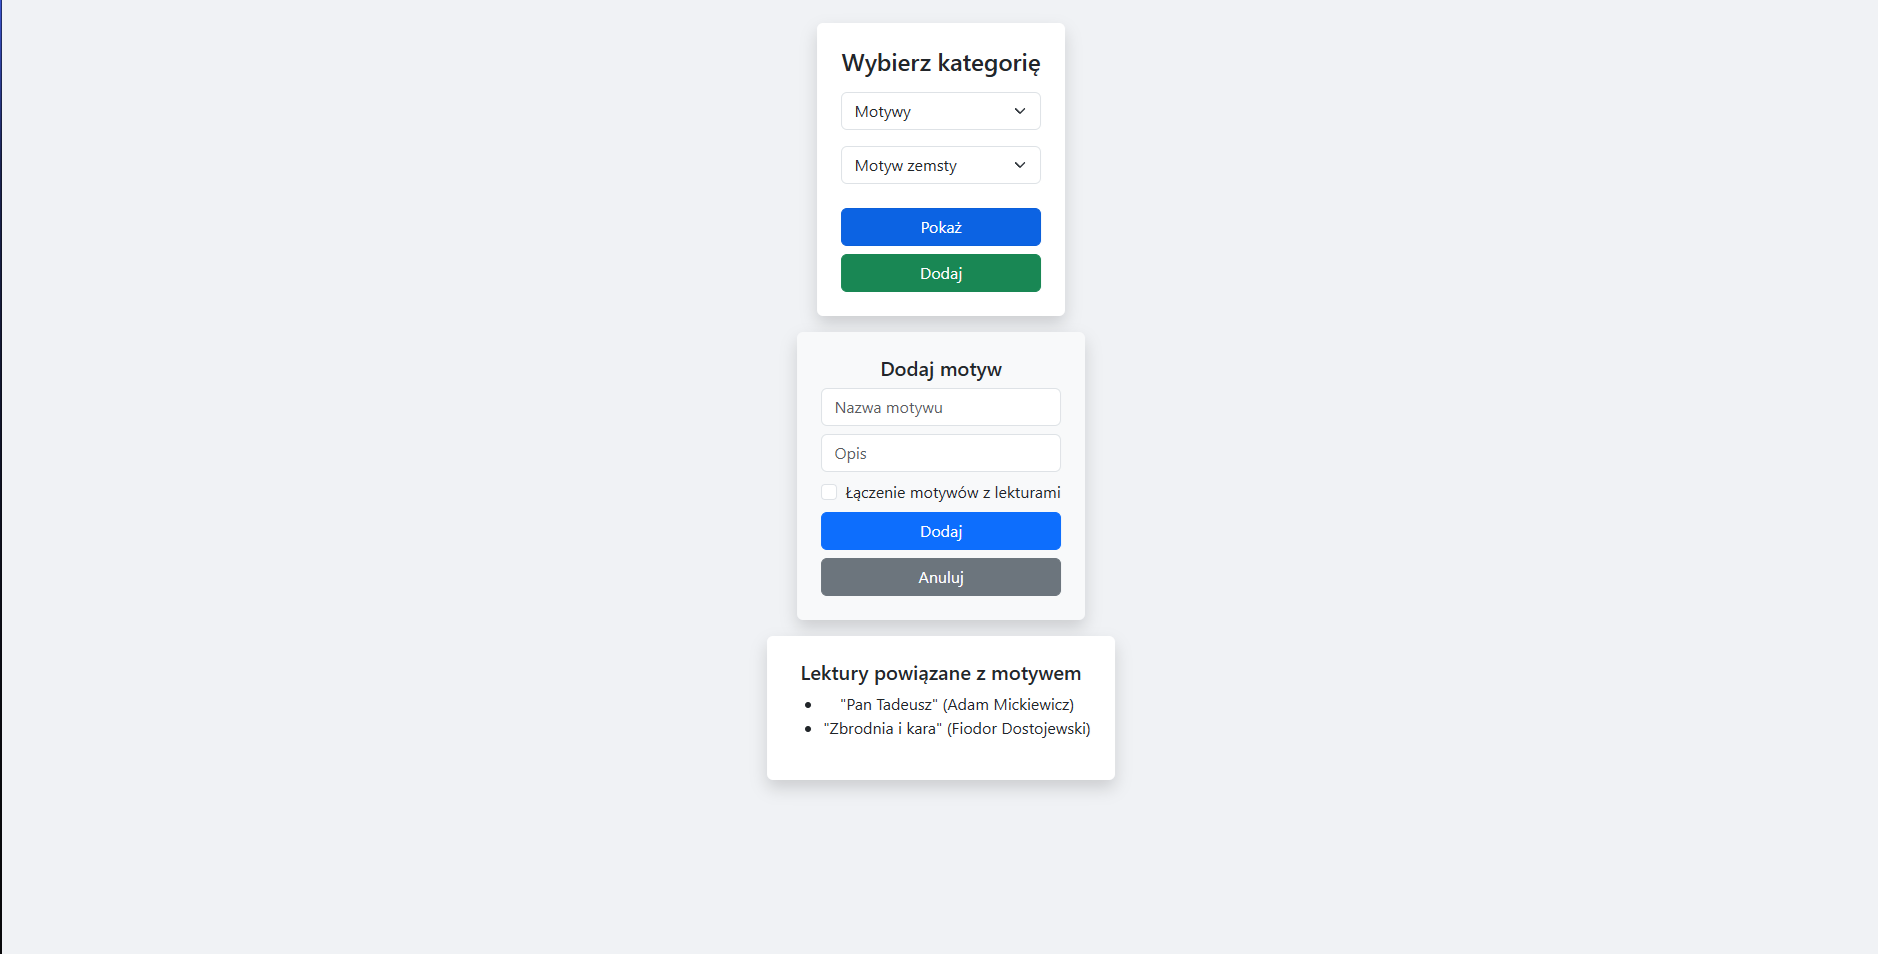 Wybierz kategorię
Motywy
Motyw zemsty
Pokaż
Dodaj
Dodaj motyw
Nazwa motywu
Opis
Łączenie motywów z lekturami
Dodaj
Anuluj
Lektury powiązane z motywem
• "Pan Tadeusz" (Adam Mickiewicz)
• "Zbrodnia i kara" (Fiodor Dostojewski)